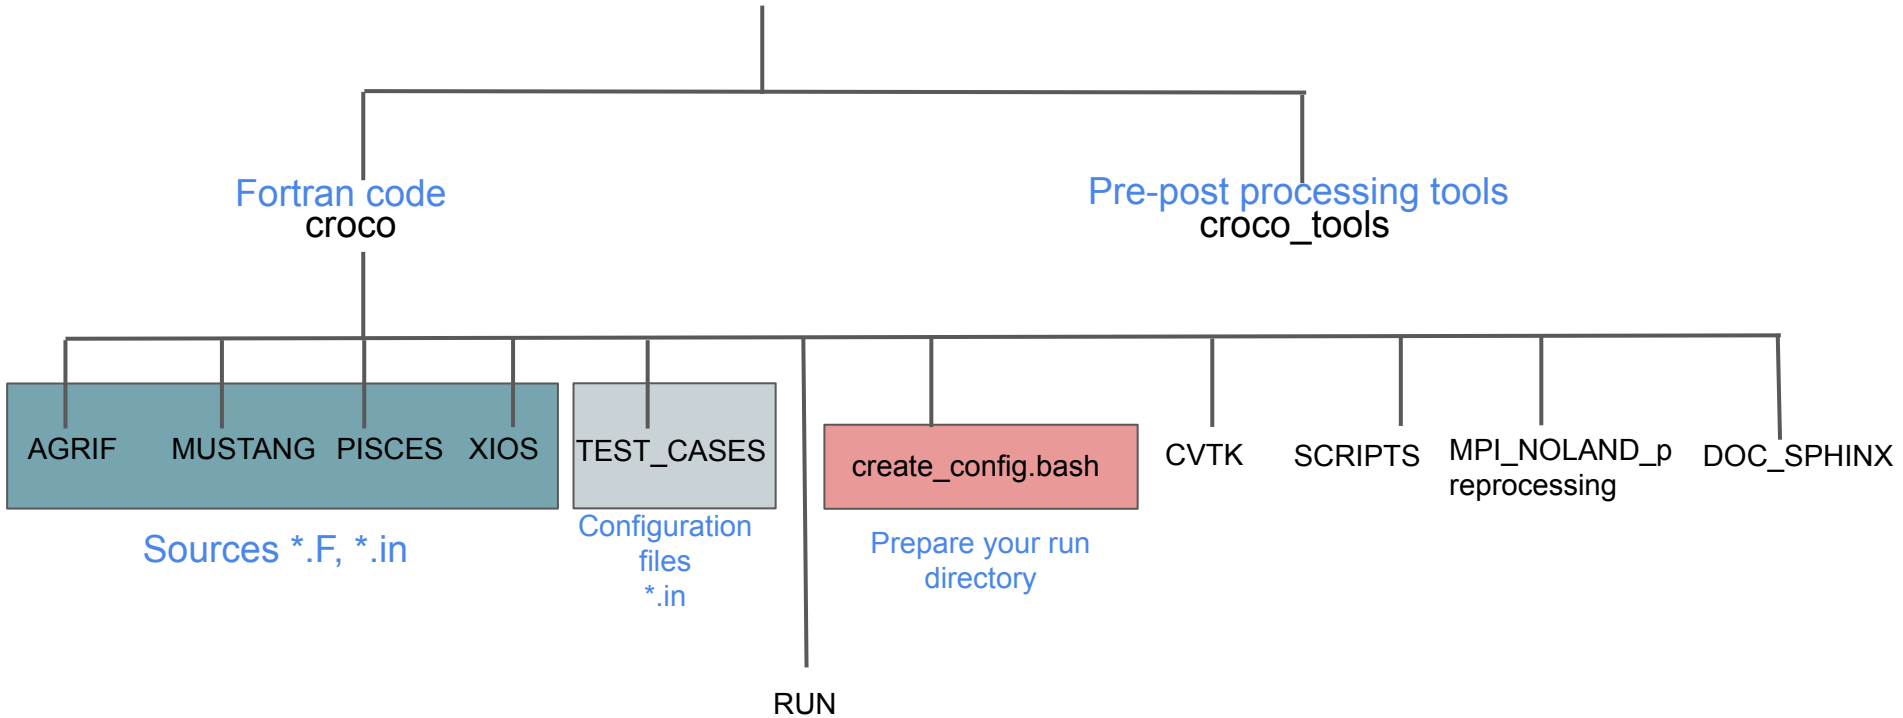 Fortran code
croco
Pre-post processing tools
croco_tools
AGRIF
MUSTANG
PISCES
XIOS
TEST_CASES
create_config.bash
CVTK
SCRIPTS
MPI_NOLAND_p
reprocessing
DOC_SPHINX
Sources *.F, *.in
Configuration
files
*.in
Prepare your run
directory
RUN